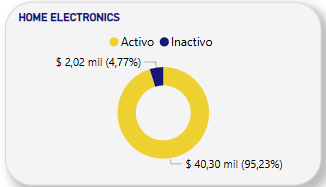 HOME ELECTRONICS
Activo Inactivo
$ 2,02 mil (4,77%)
$ 40,30 mil (95,23%)